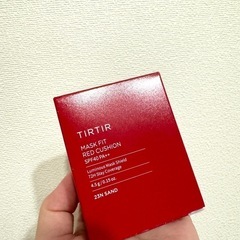 TIRTIR
MASK FIT
RED CUSHION
SPF40 PA++
Luminous Mask Shield
72H Stay Coverage
4.5 g / 0.15 oz.
23N SAND